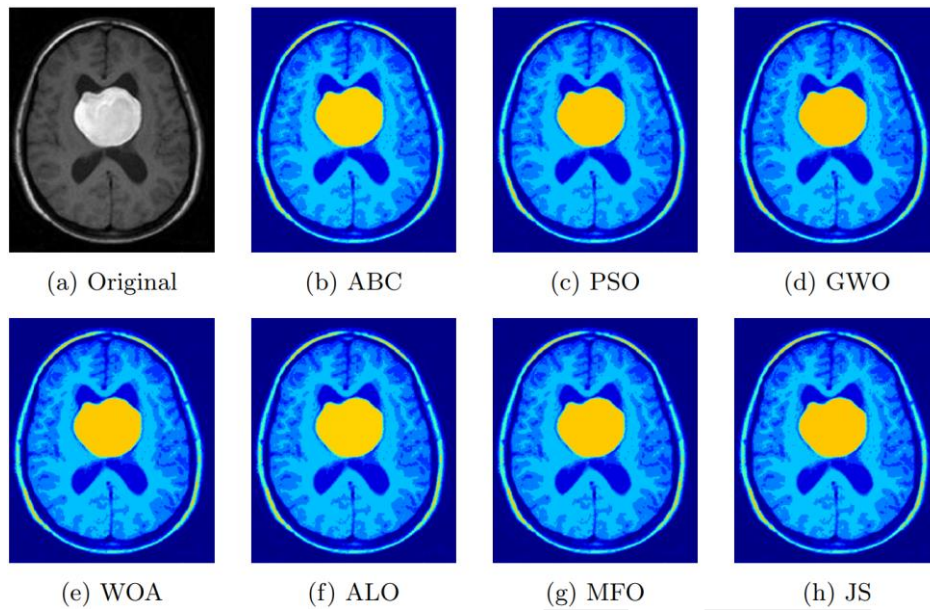 (a) Original
(b) ABC
(c) PSO
(d) GWO
(e) WOA
(f) ALO
(g) MFO
(h) JS